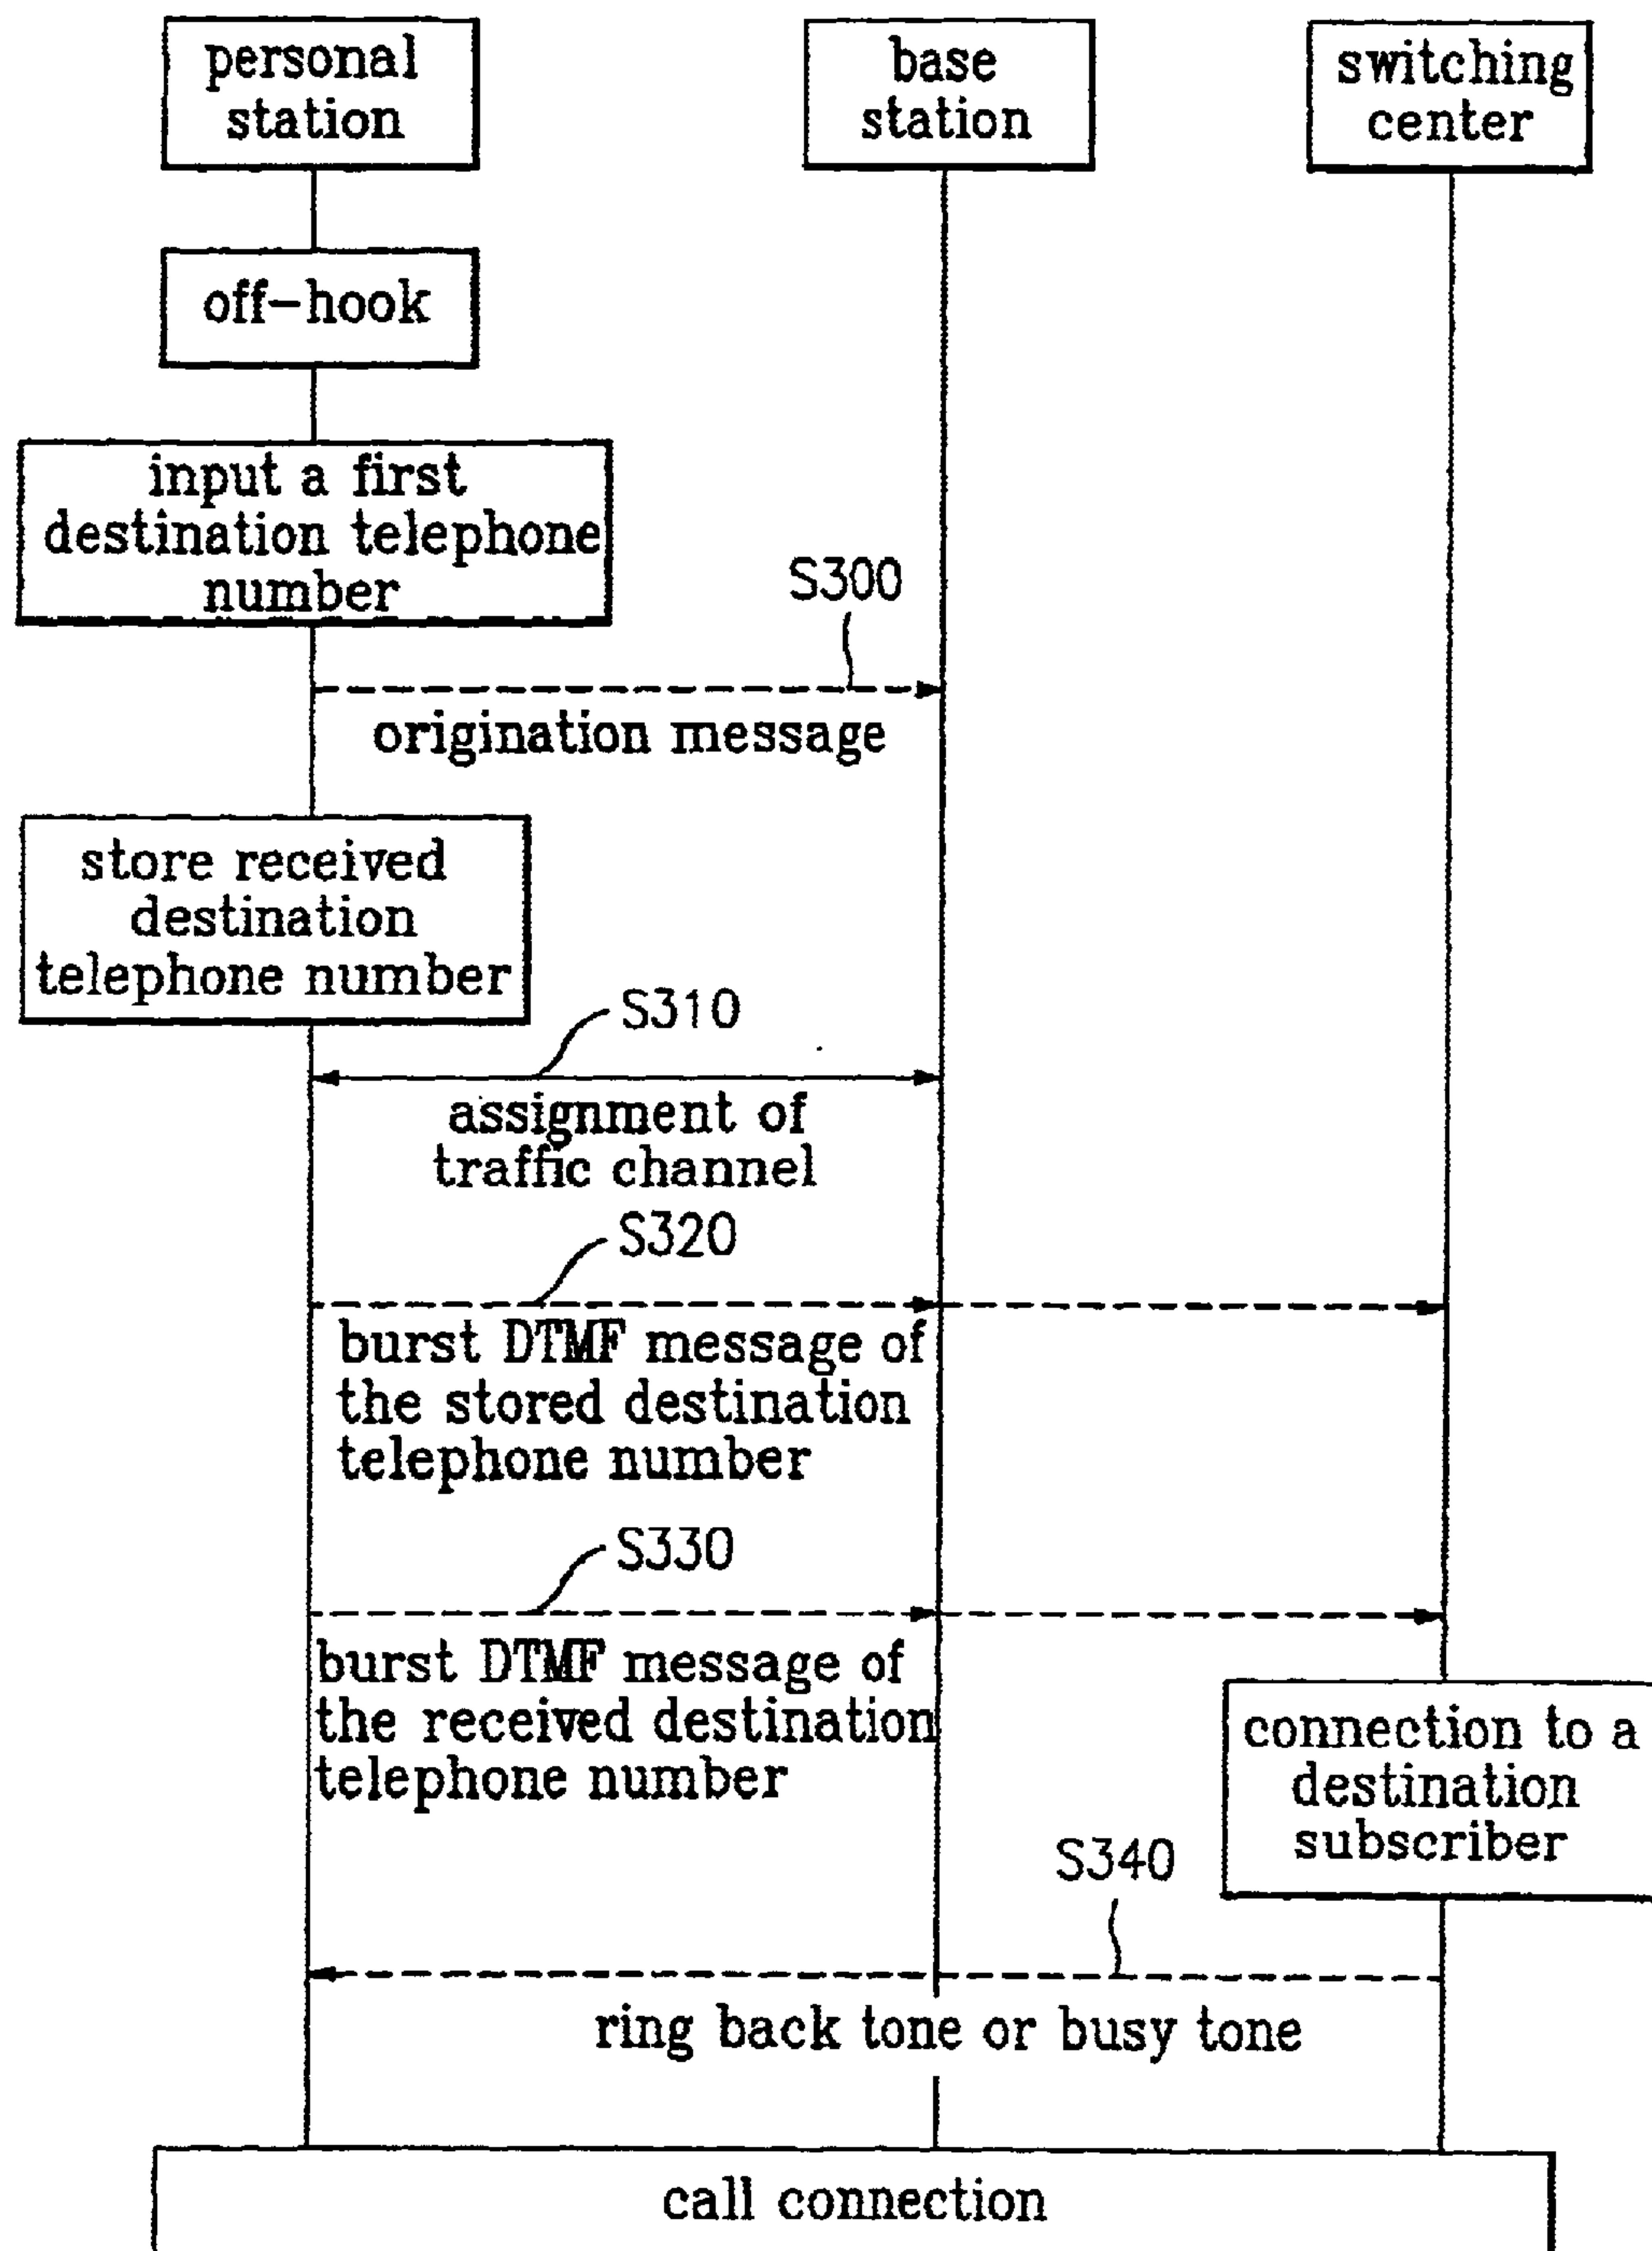 personal
station
base
station
switching
center
off-hook
input a first
destination telephone
number
S300
origination message
store received
destination
telephone number
S310
assignment of
traffic channel
S320
burst DTMF message of
the stored destination
telephone number
S330
burst DTMF message of
the received destination
telephone number
connection to a
destination
subscriber
S340
ring back tone or busy tone
call connection